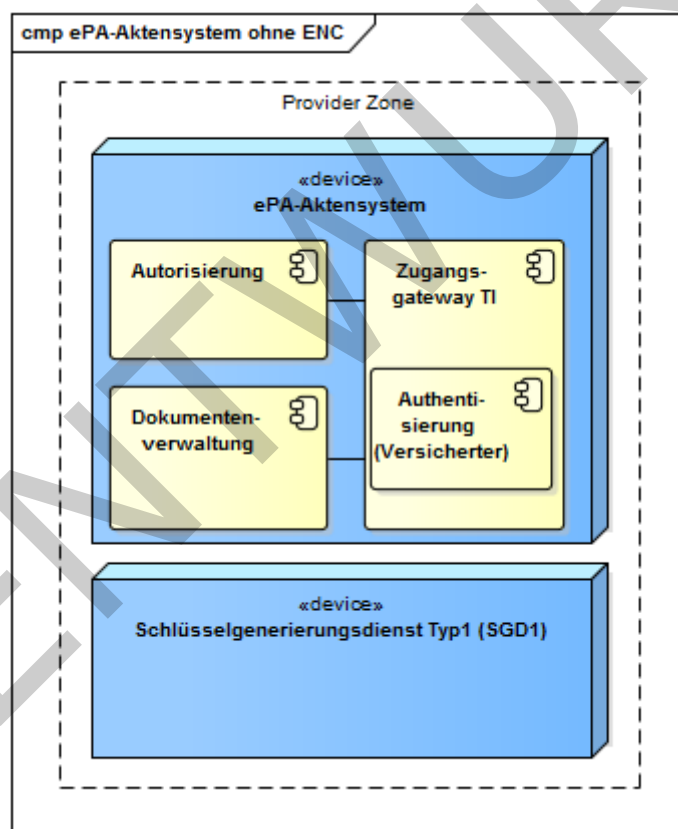 cmp ePA-Aktensystem ohne ENC
Provider Zone
«device»
ePA-Aktensystem
Autorisierung
Zugangs-
gateway TI
Dokumenten-
verwaltung
Authenti-
sierung
(Versicherter)
«device»
Schlüsselgenerierungsdienst Typ1 (SGD1)
ENTWUR